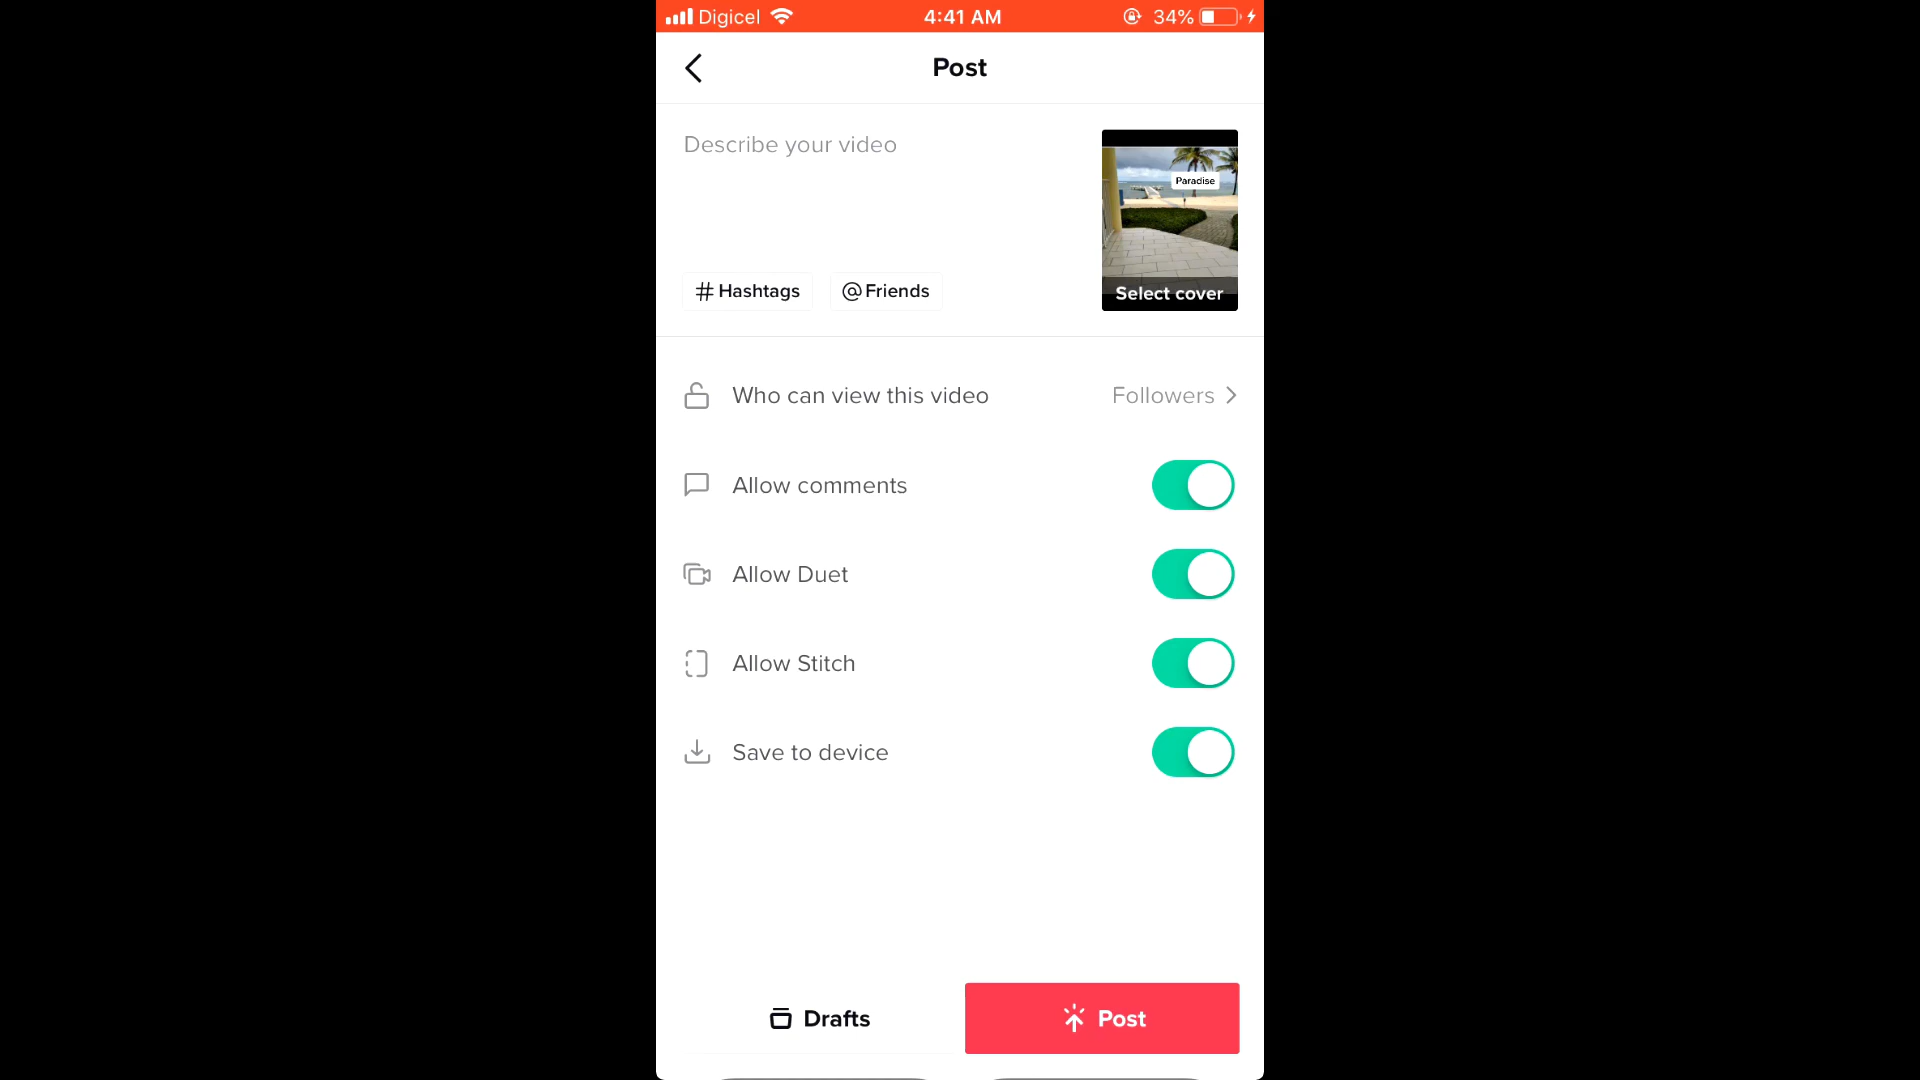 Digicel 4:41 AM 34%
Post
Describe your video
Paradise
# Hashtags @ Friends
Select cover
Who can view this video Followers
Allow comments
Allow Duet
Allow Stitch
Save to device
Drafts Post